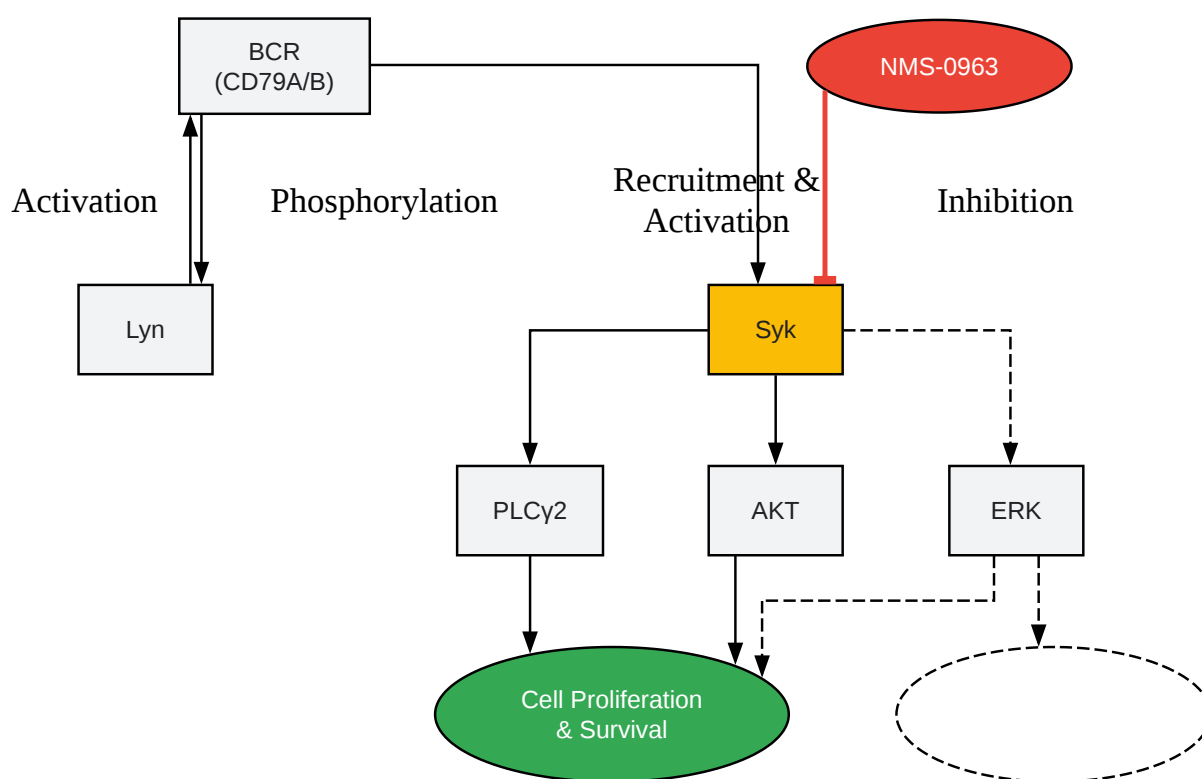 BCR
(CD79A/B)
NMS-0963
Activation
Phosphorylation
Recruitment &
Activation
Inhibition
Lyn
Syk
PLCγ2
AKT
ERK
Cell Proliferation
& Survival